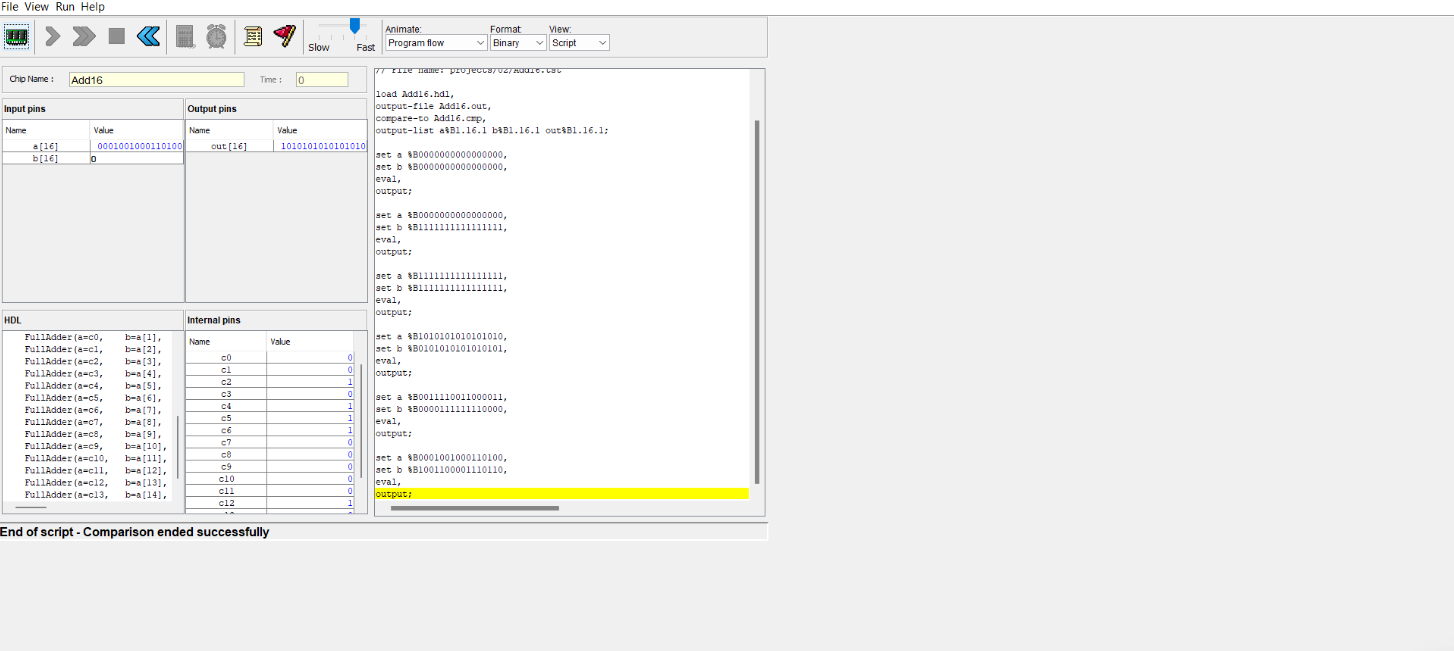 File View Run Help
Slow Fast
Animate:
Program flow
Format:
Binary
View:
Script
Chip Name :
Add16
Time :
0
Input pins
Name Value
a[16] 0001001000110100
b[16] 0
Output pins
Name Value
out[16] 1010101010101010
HDL
FullAdder(a=c0, b=a[1],
FullAdder(a=c1, b=a[2],
FullAdder(a=c2, b=a[3],
FullAdder(a=c3, b=a[4],
FullAdder(a=c4, b=a[5],
FullAdder(a=c5, b=a[6],
FullAdder(a=c6, b=a[7],
FullAdder(a=c7, b=a[8],
FullAdder(a=c8, b=a[9],
FullAdder(a=c9, b=a[10],
FullAdder(a=c10, b=a[11],
FullAdder(a=c11, b=a[12],
FullAdder(a=c12, b=a[13],
FullAdder(a=c13, b=a[14],
Internal pins
Name Value
c0 0
c1 0
c2 1
c3 0
c4 1
c5 1
c6 1
c7 0
c8 0
c9 0
c10 0
c11 0
c12 1
// File name: projects/02/Add16.tst
load Add16.hdl,
output-file Add16.out,
compare-to Add16.cmp,
output-list a%B1.16.1 b%B1.16.1 out%B1.16.1;
set a %B0000000000000000,
set b %B0000000000000000,
eval,
output;
set a %B0000000000000000,
set b %B1111111111111111,
eval,
output;
set a %B1111111111111111,
set b %B1111111111111111,
eval,
output;
set a %B1010101010101010,
set b %B0101010101010101,
eval,
output;
set a %B0011110011000011,
set b %B0000111111110000,
eval,
output;
set a %B0001001000110100,
set b %B1001100001110110,
eval,
output;
End of script - Comparison ended successfully